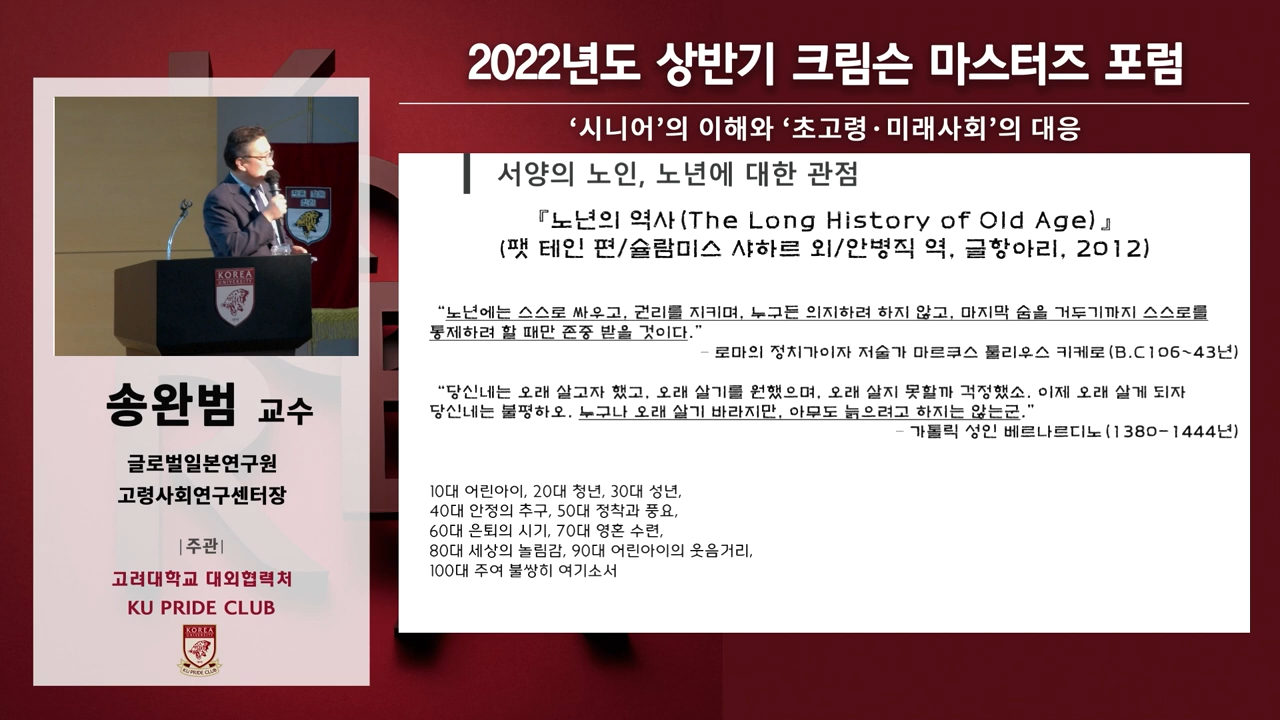 2022년도 상반기 크림슨 마스터즈 포럼
‘시니어’의 이해와 ‘초고령·미래사회’의 대응
서양의 노인, 노년에 대한 관점
『노년의 역사(The Long History of Old Age)』
(팻 테인 편/슐람미스 샤하르 외/안병직 역, 글항아리, 2012)
“노년에는 스스로 싸우고, 권리를 지키며, 누구든 의지하려 하지 않고, 마지막 숨을 거두기까지 스스로를
통제하려 할 때만 존중 받을 것이다.”
– 로마의 정치가이자 저술가 마르쿠스 툴리우스 키케로(B.C106~43년)
“당신네는 오래 살고자 했고, 오래 살기를 원했으며, 오래 살지 못할까 걱정했소. 이제 오래 살게 되자
당신네는 불평하오. 누구나 오래 살기 바라지만, 아무도 늙으려고 하지는 않는군.”
– 가톨릭 성인 베르나르디노(1380-1444년)
10대 어린아이, 20대 청년, 30대 성년,
40대 안정의 추구, 50대 정착과 풍요,
60대 은퇴의 시기, 70대 영혼 수련,
80대 세상의 놀림감, 90대 어린아이의 웃음거리,
100대 주여 불쌍히 여기소서
KOREA
UNIVERSITY
송완범 교수
글로벌일본연구원
고령사회연구센터장
|주관|
고려대학교 대외협력처
KU PRIDE CLUB
KOREA
UNIVERSITY
KU PRIDE CLUB